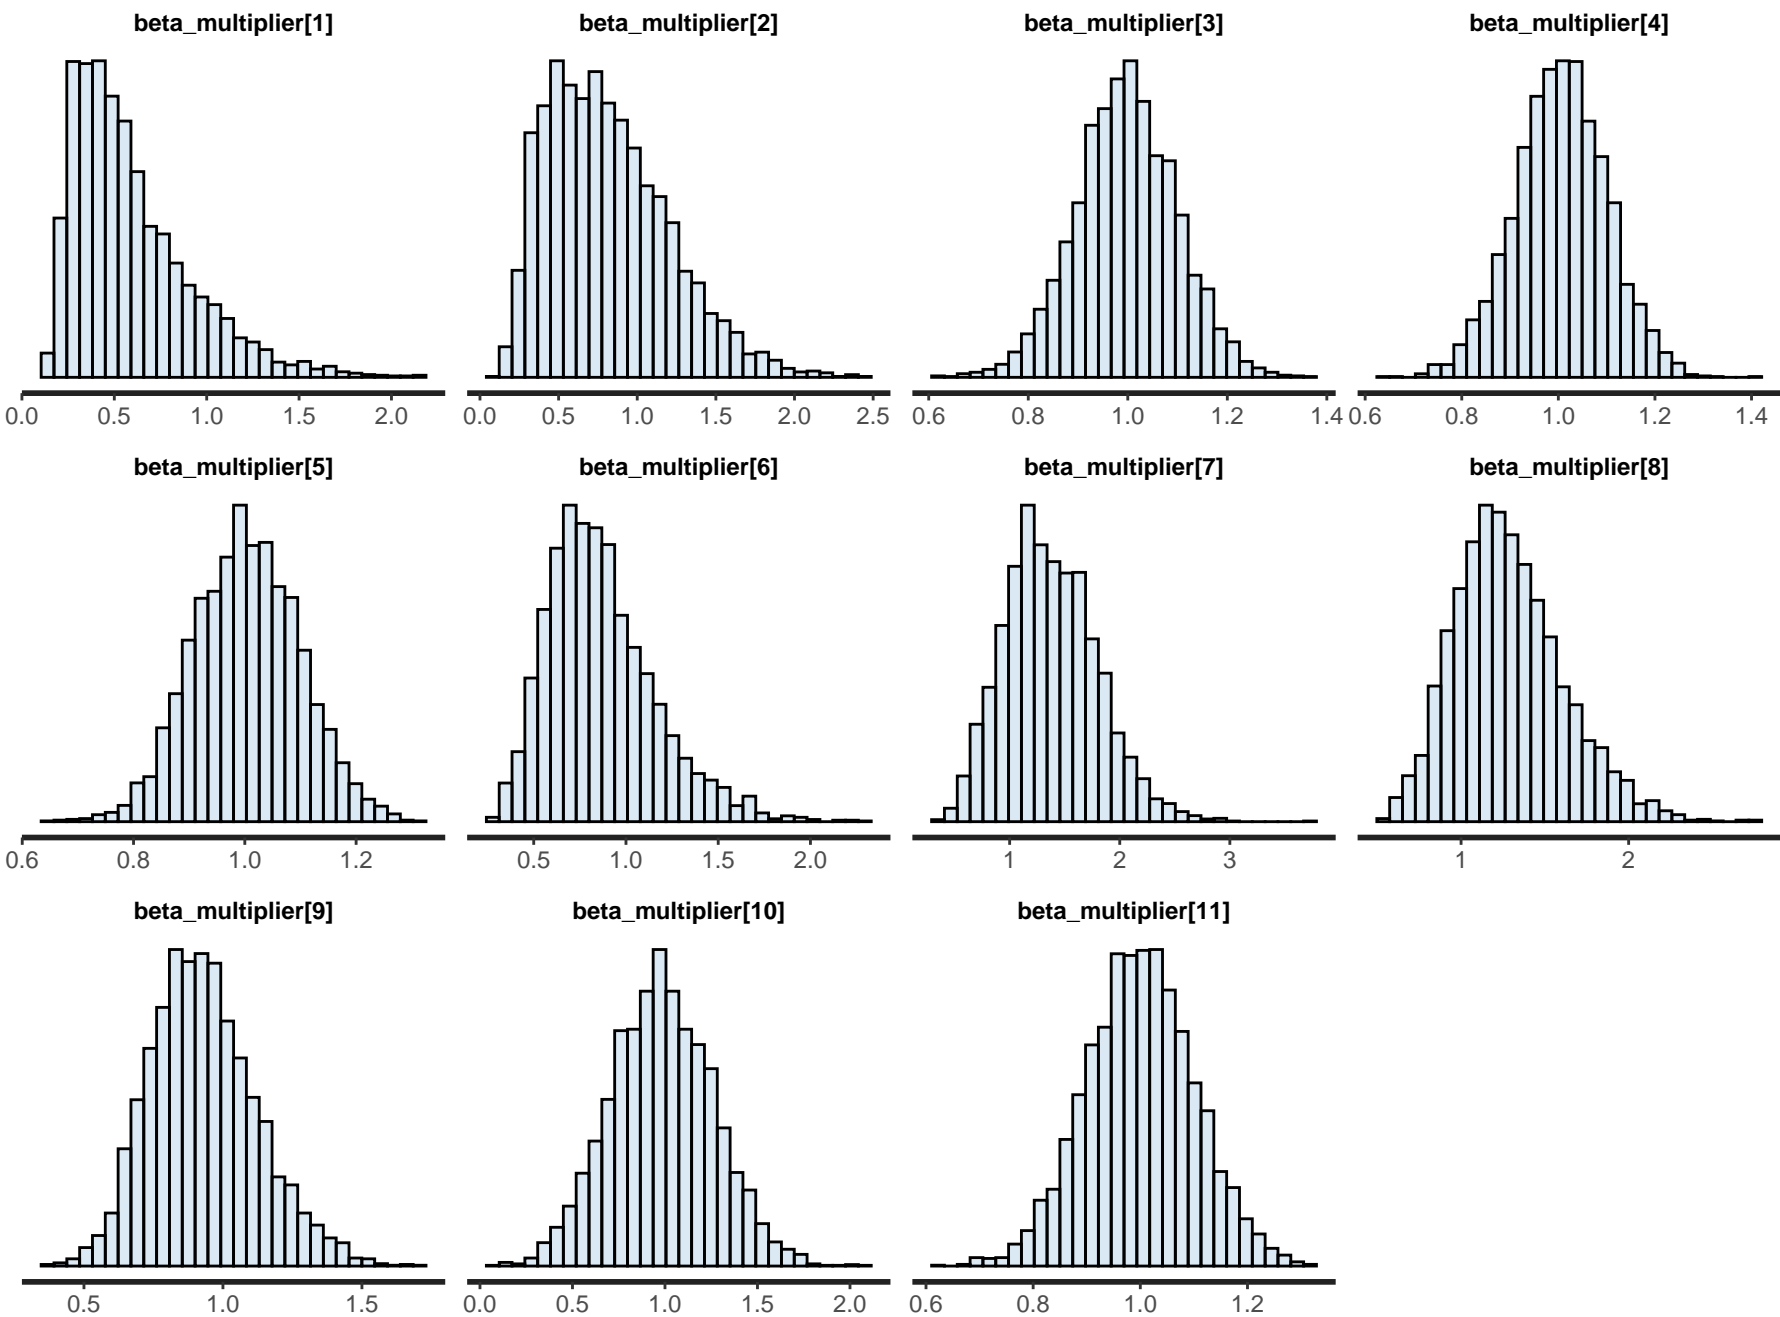 beta_multiplier[1] beta_multiplier[2] beta_multiplier[3] beta_multiplier[4]
0.0 0.5 1.0 1.5 2.0 0.0 0.5 1.0 1.5 2.0 2.5 0.6 0.8 1.0 1.2 1.4 0.6 0.8 1.0 1.2 1.4
beta_multiplier[5] beta_multiplier[6] beta_multiplier[7] beta_multiplier[8]
0.6 0.8 1.0 1.2 0.5 1.0 1.5 2.0 1 2 3 1 2
beta_multiplier[9] beta_multiplier[10] beta_multiplier[11]
0.5 1.0 1.5 0.0 0.5 1.0 1.5 2.0 0.6 0.8 1.0 1.2